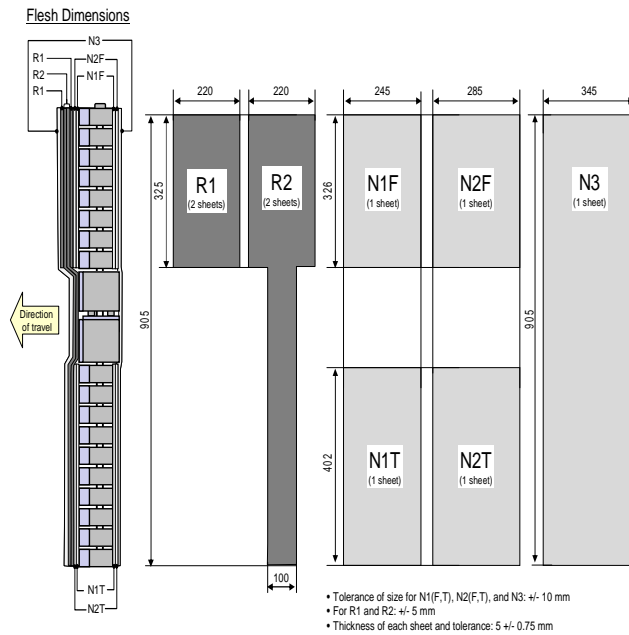 Flesh Dimensions
N3
R1
N2F
R2
N1F
R1
220
220
245
285
345
R1
(2 sheets)
R2
(2 sheets)
N1F
(1 sheet)
N2F
(1 sheet)
N3
(1 sheet)
325
326
Direction
of travel
905
905
402
N1T
(1 sheet)
N2T
(1 sheet)
100
N1T
N2T
• Tolerance of size for N1(F,T), N2(F,T), and N3: +/- 10 mm
• For R1 and R2: +/- 5 mm
• Thickness of each sheet and tolerance: 5 +/- 0.75 mm